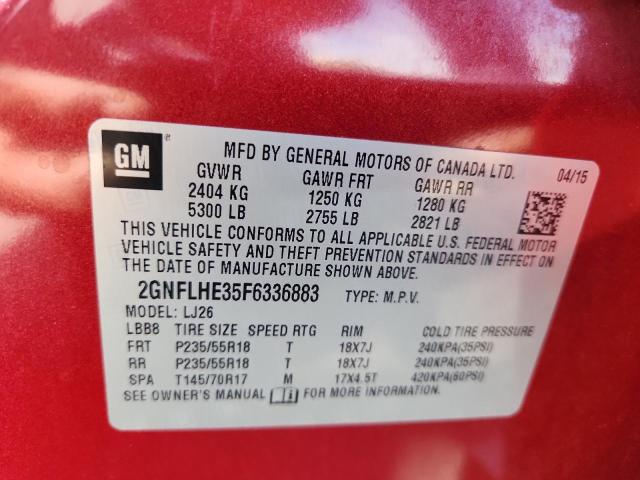 GM ® MFD BY GENERAL MOTORS OF CANADA LTD. 04/15
GVWR GAWR FRT GAWR RR
2404 KG 1250 KG 1280 KG
5300 LB 2755 LB 2821 LB
THIS VEHICLE CONFORMS TO ALL APPLICABLE U.S. FEDERAL MOTOR
VEHICLE SAFETY AND THEFT PREVENTION STANDARDS IN EFFECT ON
THE DATE OF MANUFACTURE SHOWN ABOVE.
2GNFLHE35F6336883 TYPE: M.P.V.
MODEL: LJ26
LBB8 TIRE SIZE SPEED RTG RIM COLD TIRE PRESSURE
FRT P235/55R18 T 18X7J 240KPA(35PSI)
RR P235/55R18 T 18X7J 240KPA(35PSI)
SPA T145/70R17 M 17X4.5T 420KPA(60PSI)
SEE OWNER'S MANUAL FOR MORE INFORMATION.